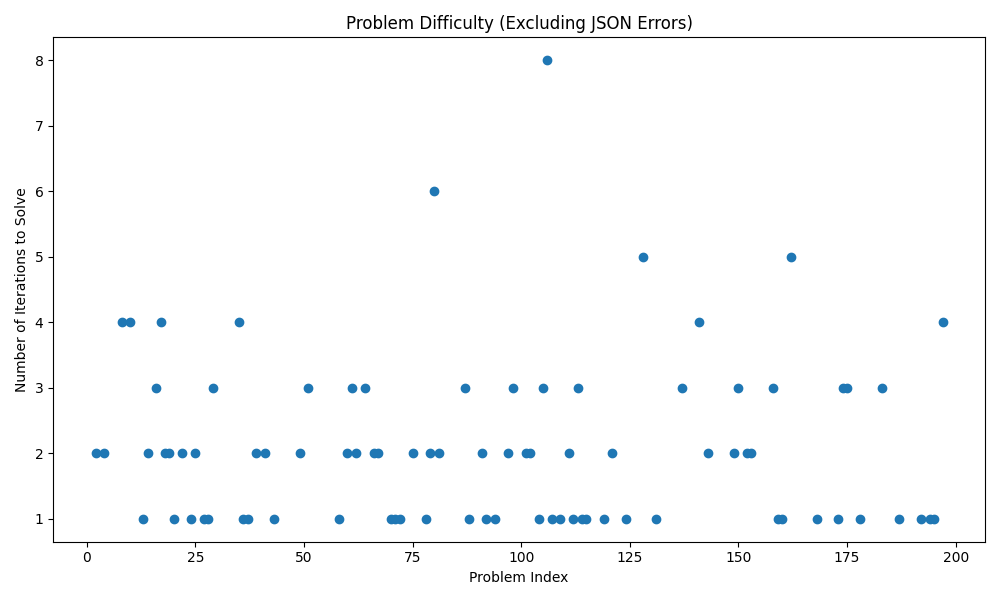 Problem Difficulty (Excluding JSON Errors)
Number of Iterations to Solve
8
7
6
5
4
3
2
1
0 25 50 75 100 125 150 175 200
Problem Index